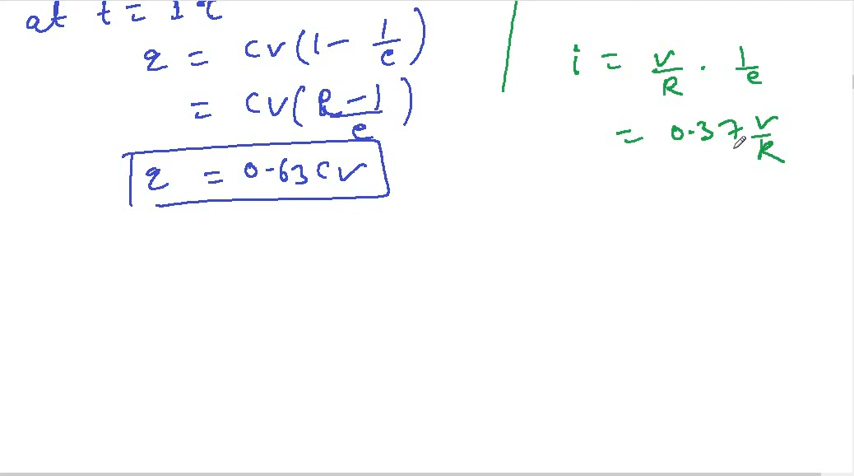 at t = 1τ
q = CV(1 - 1/e)
= CV(e-1/e)
q = 0.63CV
i = V/R . 1/e
= 0.37 V/R